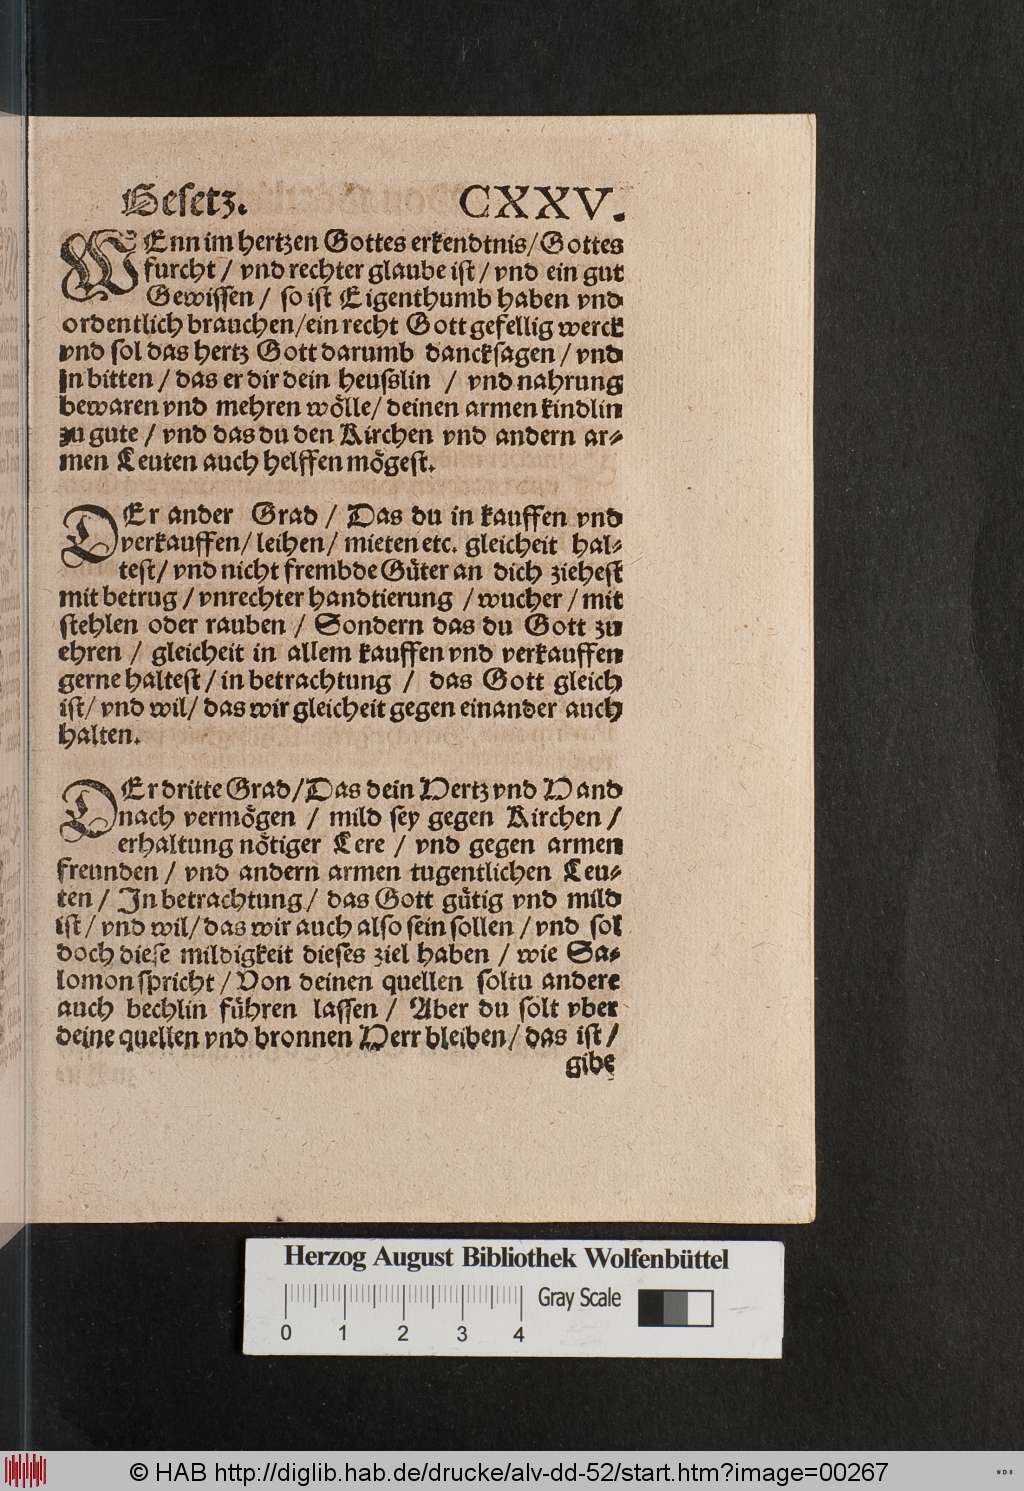 Gesetz. CXXV.
WEnn im hertzen Gottes erkendtnis/Gottes
furcht / vnd rechter glaube ist/ vnd ein gut
Gewissen / so ist Eigenthumb haben vnd
ordentlich brauchen/ein recht Gott gefellig werck
vnd sol das hertz Gott darumb dancksagen / vnd
in bitten / das er dir dein heusslin / vnd nahrung
bewaren vnd mehren wölle/ deinen armen kindlin
zu gute / vnd das du den Kirchen vnd andern ar-
men Leuten auch helffen mögest.
DEr ander Grad / Das du in kauffen vnd
verkauffen/ leihen/ mieten etc. gleicheit hal-
test/ vnd nicht frembde Güter an dich ziehest
mit betrug / vnrechter handtierung / wucher / mit
stehlen oder rauben / Sondern das du Gott zu
ehren / gleicheit in allem kauffen vnd verkauffen
gerne haltest / in betrachtung / das Gott gleich
ist/ vnd wil/ das wir gleicheit gegen einander auch
halten.
DEr dritte Grad/Das dein Hertz vnd Hand
nach vermögen / mild sey gegen Kirchen /
erhaltung nötiger Lere / vnd gegen armen
freunden / vnd andern armen tugentlichen Leu-
ten / In betrachtung / das Gott gütig vnd mild
ist / vnd wil/ das wir auch also sein sollen / vnd sol
doch diese mildigkeit dieses ziel haben / wie Sa-
lomon spricht / Von deinen quellen soltu andere
auch bechlin führen lassen / Aber du solt vber
deine quellen vnd bronnen Herr bleiben/ das ist /
gibe
Herzog August Bibliothek Wolfenbüttel
Gray Scale
0 1 2 3 4
© HAB http://diglib.hab.de/drucke/alv-dd-52/start.htm?image=00267